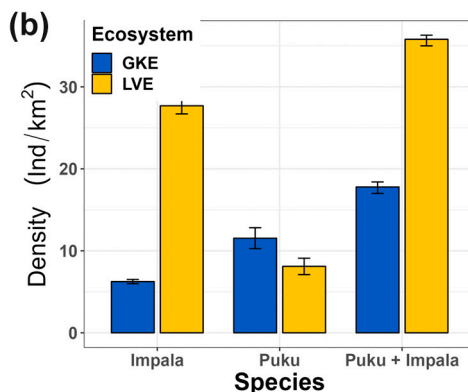 (b)
Ecosystem
GKE
LVE
Density (Ind/km²)
30
20
10
0
Impala Puku Puku + Impala
Species